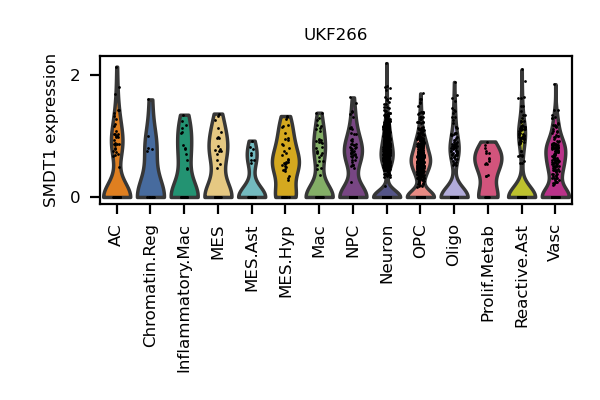 UKF266
SMDT1 expression
2
0
AC
Chromatin.Reg
Inflammatory.Mac
MES
MES.Ast
MES.Hyp
Mac
NPC
Neuron
OPC
Oligo
Prolif.Metab
Reactive.Ast
Vasc